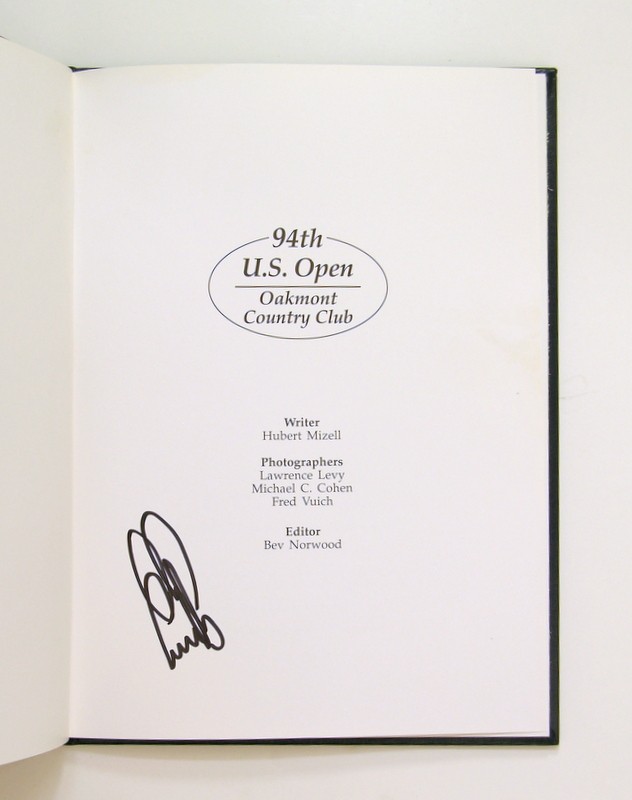 94th
U.S. Open
Oakmont
Country Club
Writer
Hubert Mizell
Photographers
Lawrence Levy
Michael C. Cohen
Fred Vuich
Editor
Bev Norwood